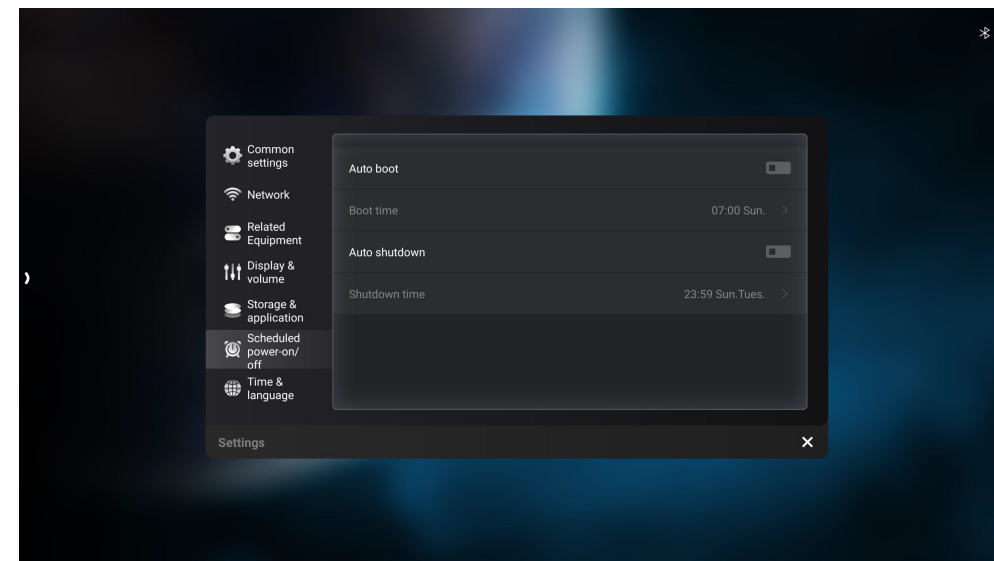 Common
settings
Network
Related
Equipment
Display &
volume
Storage &
application
Scheduled
power-on/
off
Time &
language
Auto boot
Boot time 07:00 Sun.
Auto shutdown
Shutdown time 23:59 Sun.Tues.
Settings